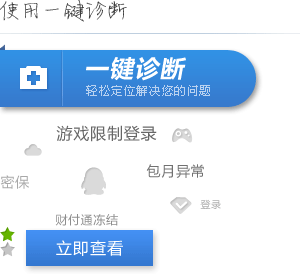 使用一键诊断
一键诊断
轻松定位解决您的问题
游戏限制登录
包月异常
密保
登录
财付通冻结
立即查看